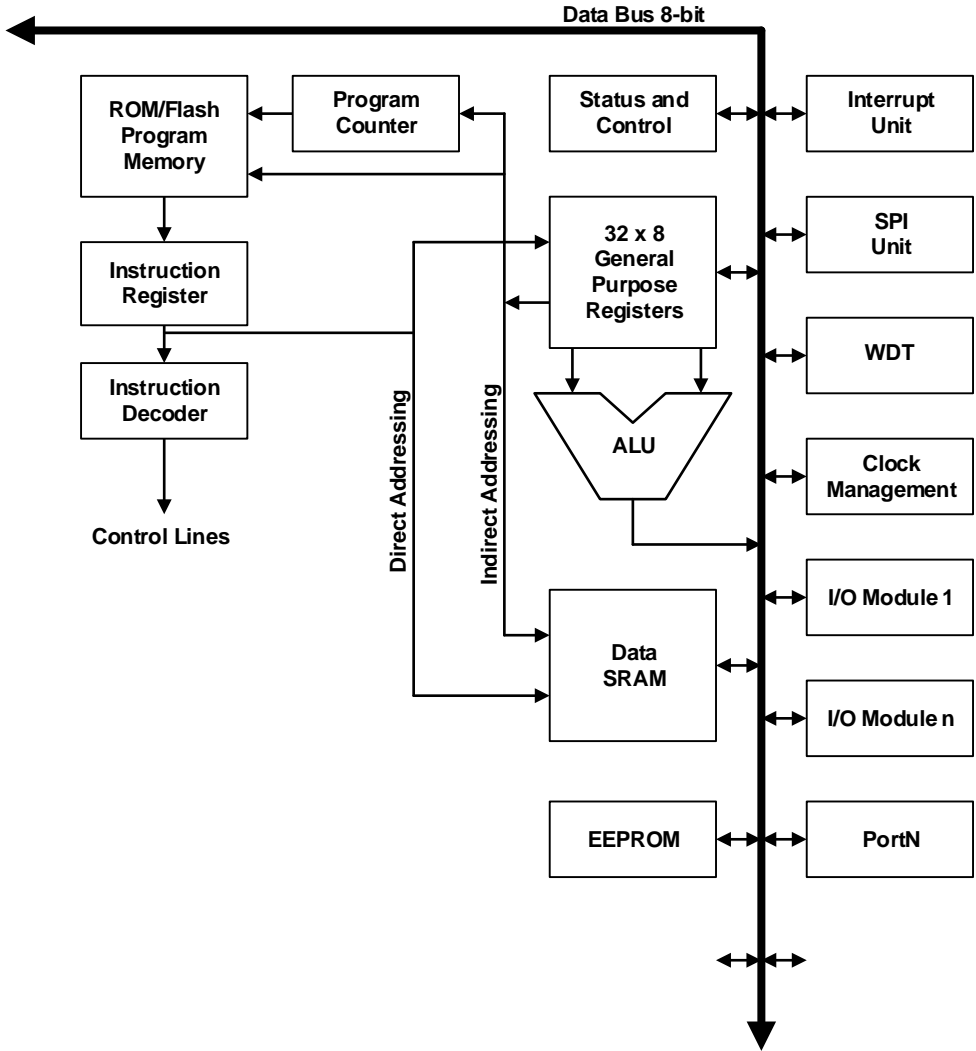 Data Bus 8-bit
ROM/Flash
Program
Memory
Program
Counter
Status and
Control
Interrupt
Unit
Instruction
Register
32 x 8
General
Purpose
Registers
SPI
Unit
Instruction
Decoder
WDT
ALU
Clock
Management
Control Lines
Direct Addressing
Indirect Addressing
Data
SRAM
I/O Module 1
I/O Module n
EEPROM
PortN